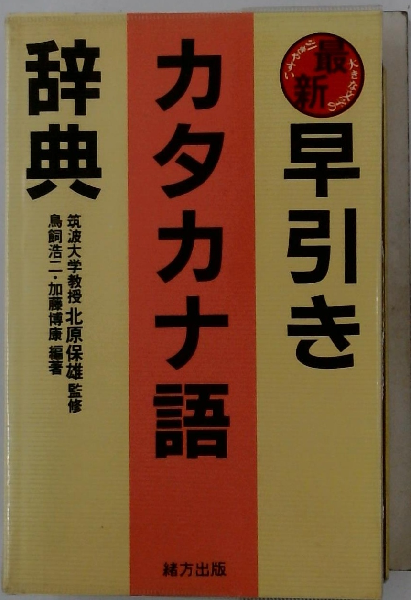 大きな文字の
引きやすい
最新
早引き
カタカナ語
辞典
筑波大学教授 北原保雄 監修
鳥飼浩二・加藤博康 編著
緒方出版